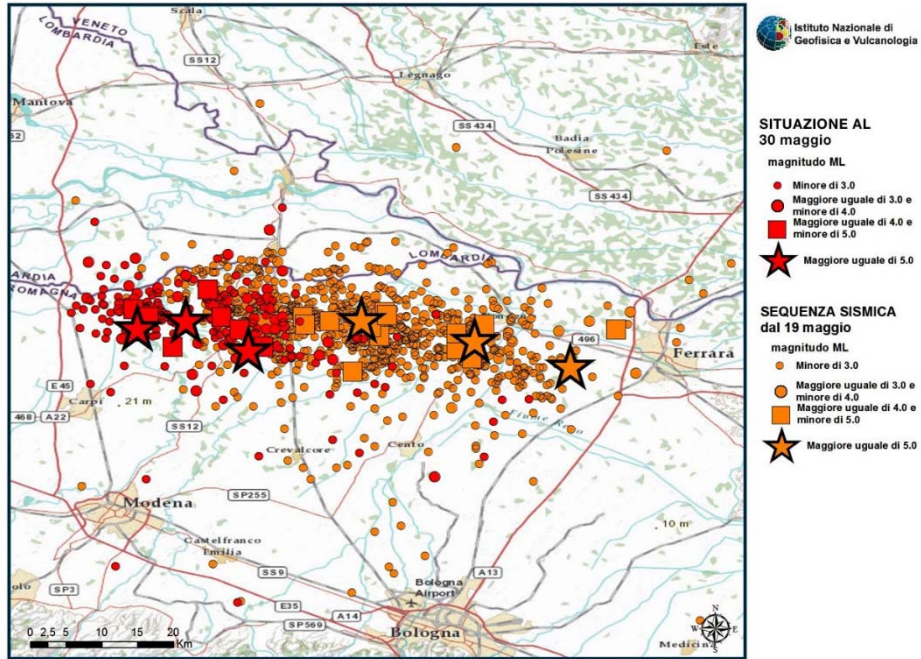 Scala
VENETO
LOMBARDIA
SS12
Este
Legnago
Mantova
SS 434
Badia
Polesine
SS 434
LOMBARDIA
ARDIA
ROMAGNA
496
Ferrara
E45
Carpi
21 m
468
A22
SS12
Fiume Reno
Cento
Crevalcore
SP255
Modena
10 m
Castelfranco
Emilia
SS9
A13
Bologna
Airport
SP3
E35
A14
SP569
Bologna
Medicina
0 2,5 5 10 15 20
Km
N
W
E
S
Istituto Nazionale di
Geofisica e Vulcanologia
SITUAZIONE AL
30 maggio
magnitudo ML
Minore di 3.0
Maggiore uguale di 3.0 e
minore di 4.0
Maggiore uguale di 4.0 e
minore di 5.0
Maggiore uguale di 5.0
SEQUENZA SISMICA
dal 19 maggio
magnitudo ML
Minore di 3.0
Maggiore uguale di 3.0 e
minore di 4.0
Maggiore uguale di 4.0 e
minore di 5.0
Maggiore uguale di 5.0